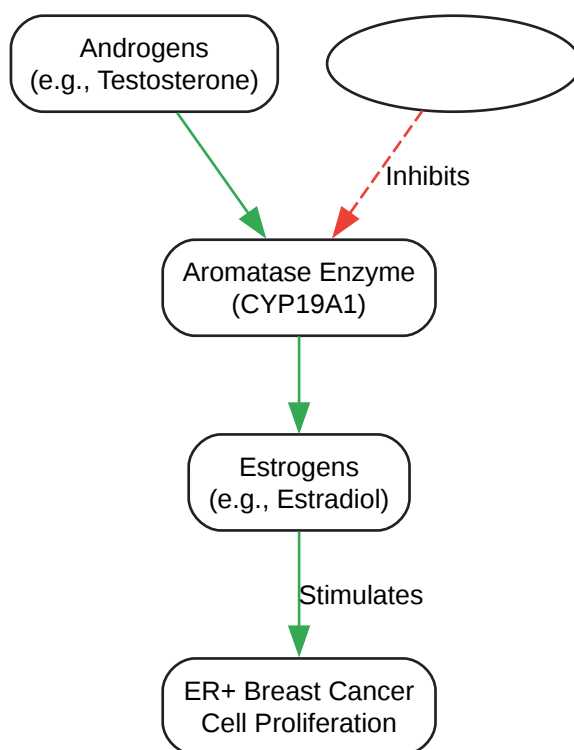 Androgens
(e.g., Testosterone)
Inhibits
Aromatase Enzyme
(CYP19A1)
Estrogens
(e.g., Estradiol)
Stimulates
ER+ Breast Cancer
Cell Proliferation